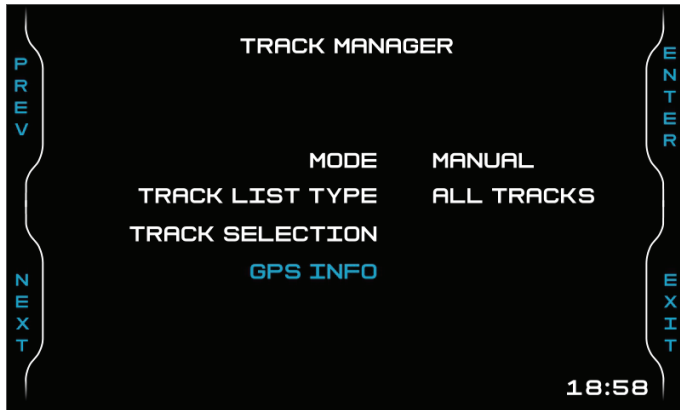 TRACK MANAGER
PREV
ENTER
MODE MANUAL
TRACK LIST TYPE ALL TRACKS
TRACK SELECTION
GPS INFO
NEXT
EXIT
18:58